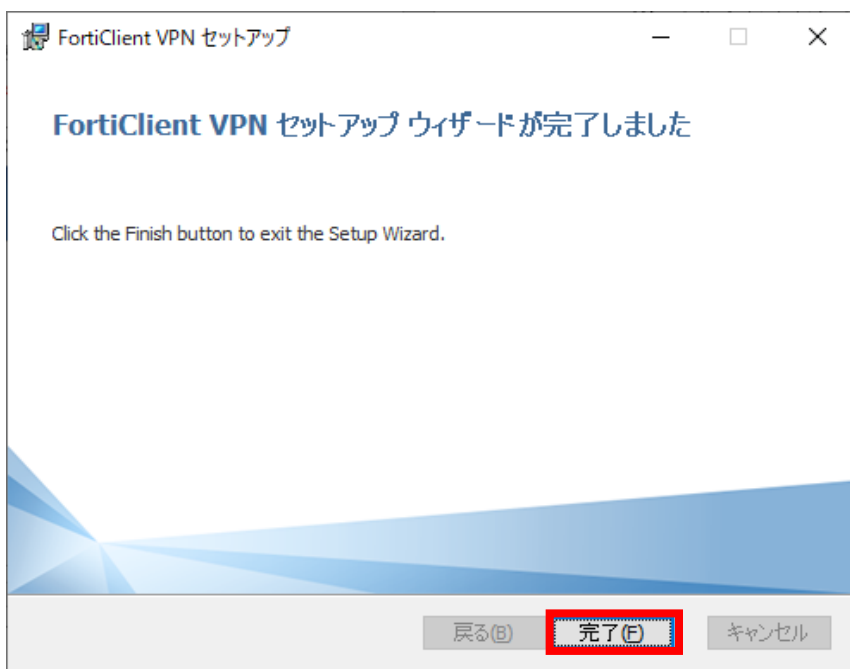 FortiClient VPN セットアップ
FortiClient VPN セットアップ ウィザードが完了しました
Click the Finish button to exit the Setup Wizard.
戻る(B) 完了(F) キャンセル